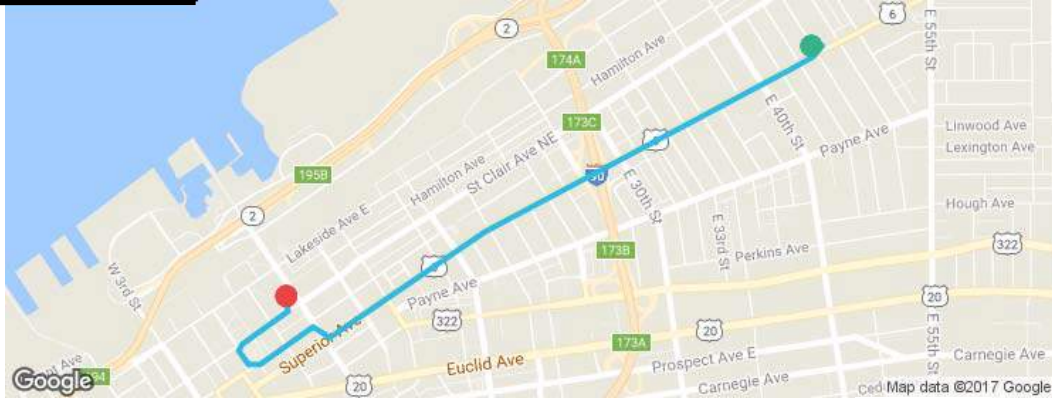 2
6
E 55th St
174A
Hamilton Ave
173C
E 40th St
Payne Ave
Linwood Ave
Lexington Ave
St Clair Ave NE
Hamilton Ave
195B
90
E 30th St
2
Lakeside Ave E
E 33rd St
Hough Ave
W 3rd St
173B
Perkins Ave
322
Payne Ave
20
322
Superior Ave
20
173A
E 55th St
Euclid Ave
Prospect Ave E
Carnegie Ave
20
Carnegie Ave
Google
Map data ©2017 Google